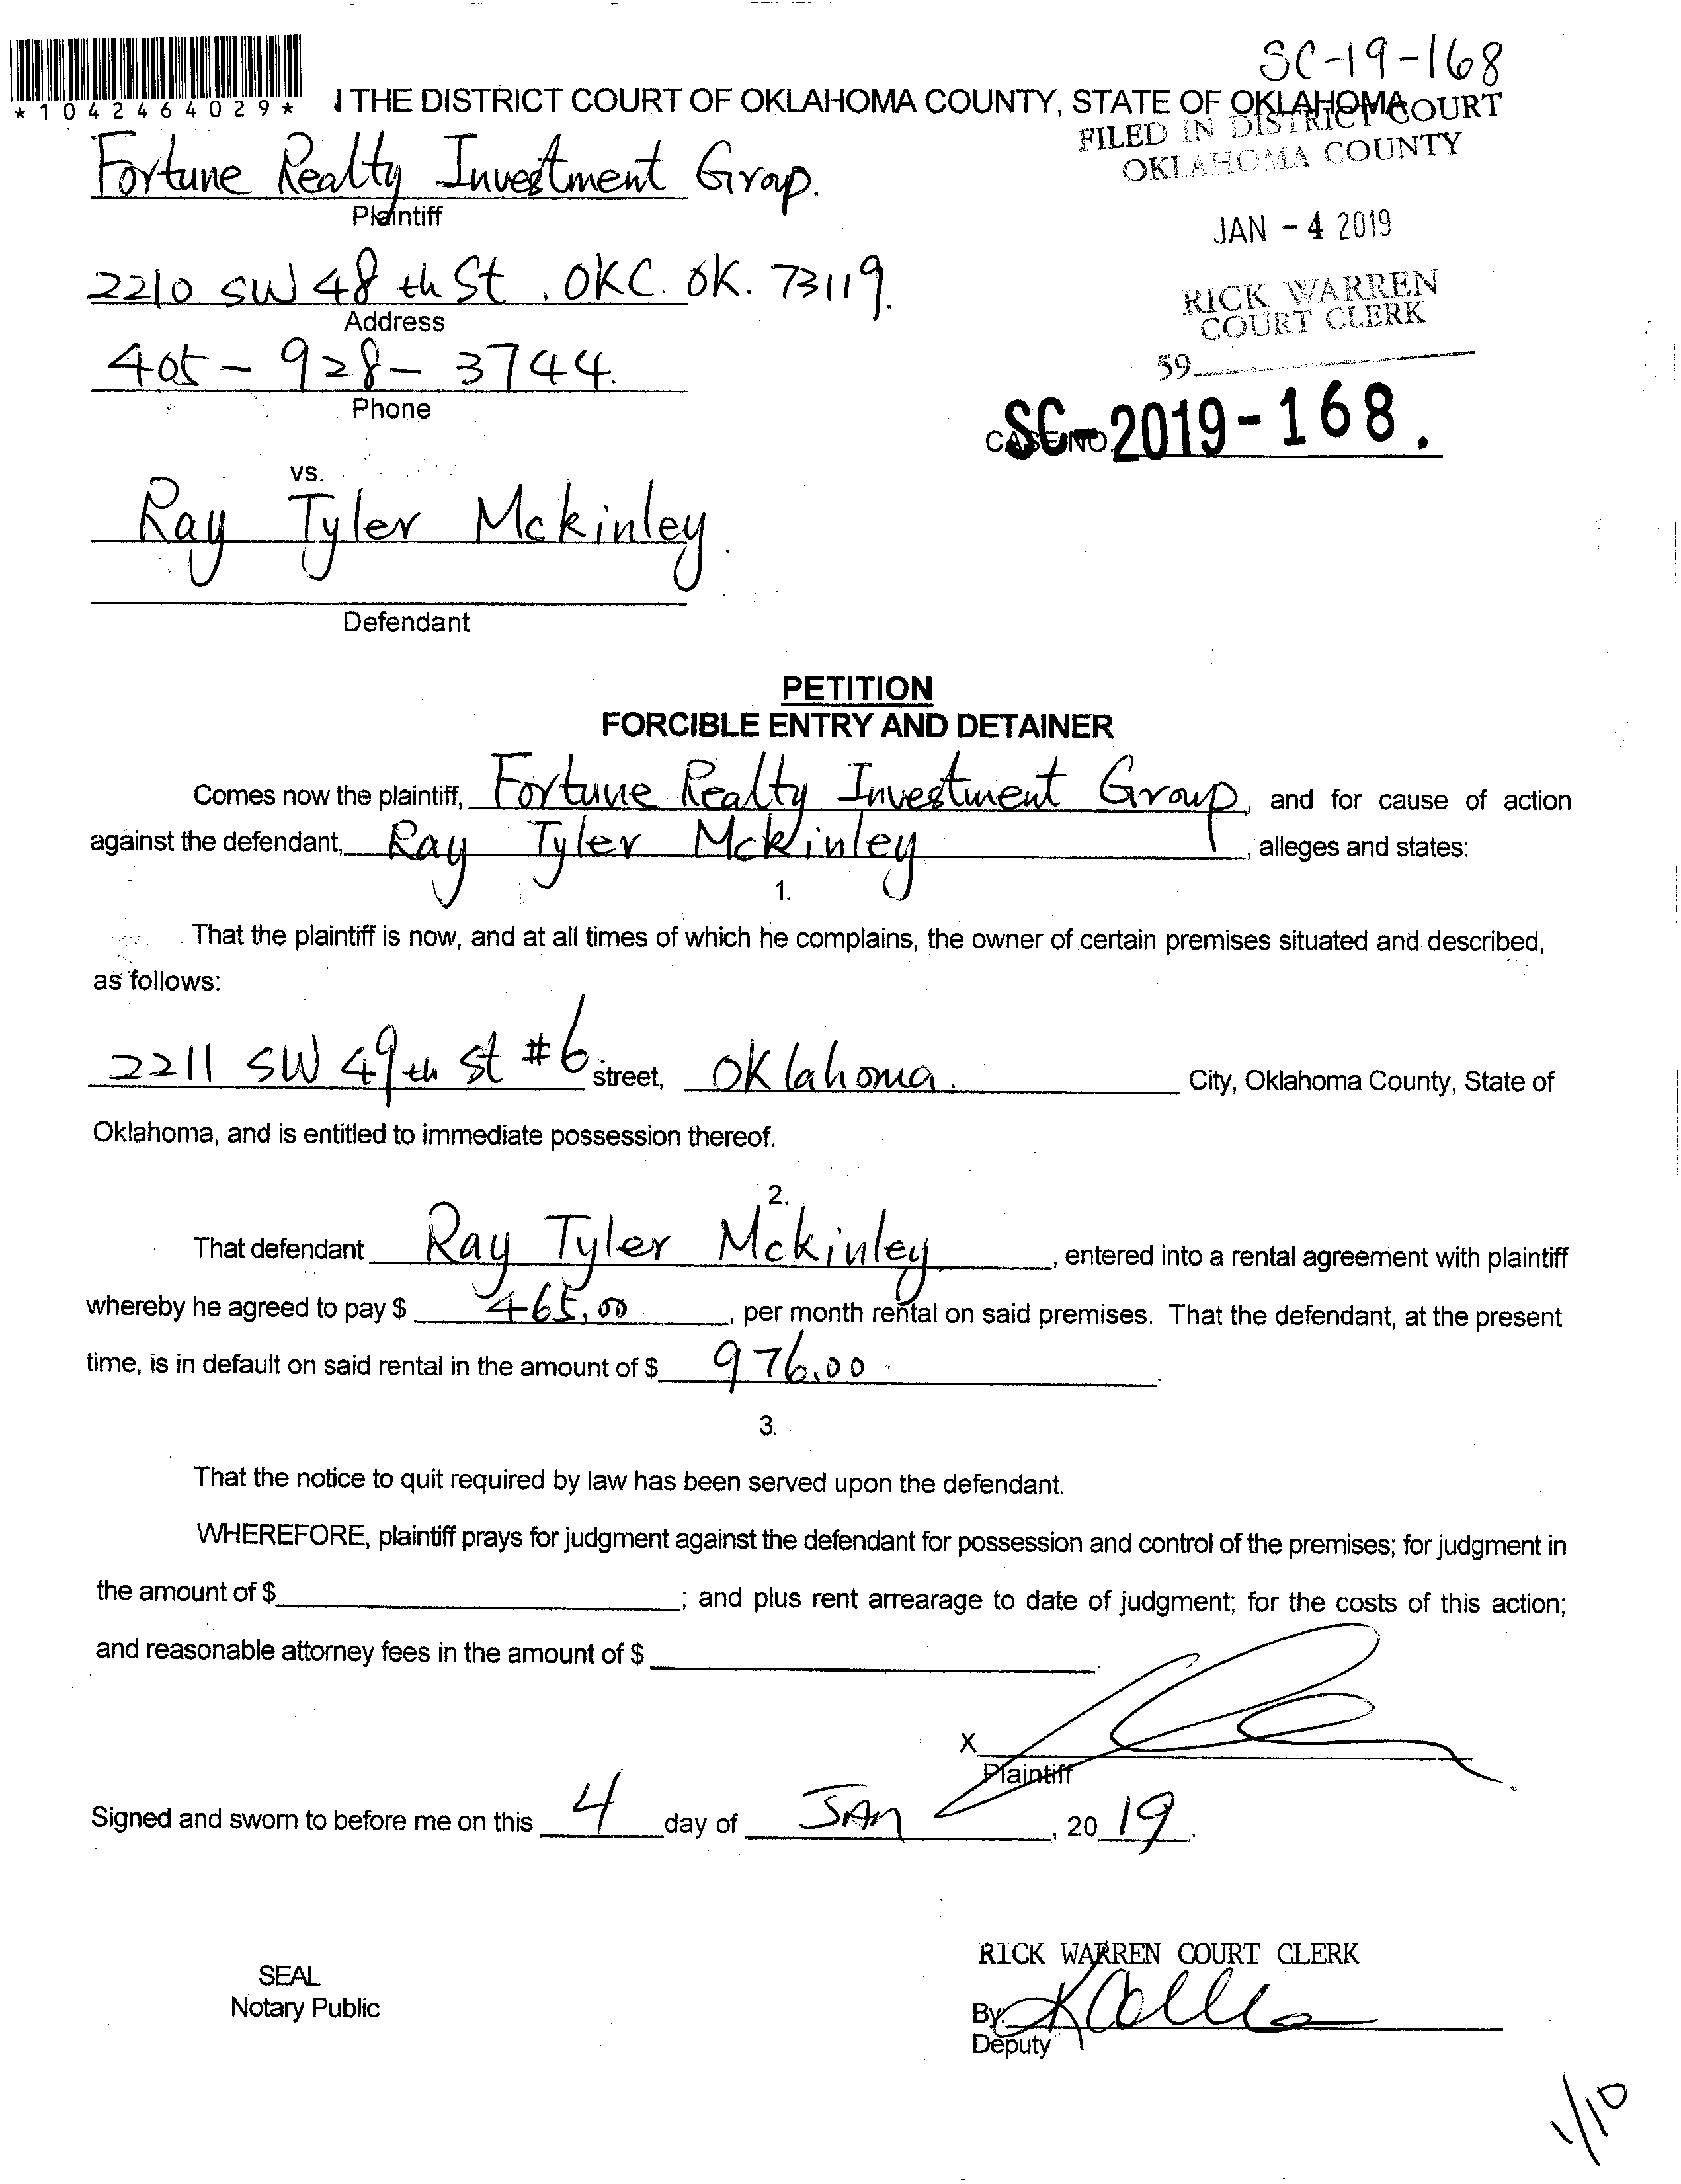 SC-19-168
*1042464029*
THE DISTRICT COURT OF OKLAHOMA COUNTY, STATE OF OKLAHOMA
FILED IN DISTRICT COURT
OKLAHOMA COUNTY
Fortune Realty Investment Group.
Plaintiff
JAN - 4 2019
2210 SW 48th St, OKC. OK. 73119.
Address
RICK WARREN
COURT CLERK
405-928-3744.
Phone
59
CASE NO. SC-2019-168.
vs.
Ray Tyler Mckinley.
Defendant
PETITION
FORCIBLE ENTRY AND DETAINER
Comes now the plaintiff, Fortune Realty Investment Group, and for cause of action
against the defendant, Ray Tyler Mckinley, alleges and states:
1.
That the plaintiff is now, and at all times of which he complains, the owner of certain premises situated and described,
as follows:
2211 SW 49th St #6 street, Oklahoma. City, Oklahoma County, State of
Oklahoma, and is entitled to immediate possession thereof.
2.
That defendant Ray Tyler Mckinley, entered into a rental agreement with plaintiff
whereby he agreed to pay $ 465.00, per month rental on said premises. That the defendant, at the present
time, is in default on said rental in the amount of $ 976.00.
3.
That the notice to quit required by law has been served upon the defendant.
WHEREFORE, plaintiff prays for judgment against the defendant for possession and control of the premises; for judgment in
the amount of $; and plus rent arrearage to date of judgment; for the costs of this action;
and reasonable attorney fees in the amount of $.
X
Plaintiff
Signed and sworn to before me on this 4 day of JAN, 20 19.
RICK WARREN COURT CLERK
SEAL
Notary Public
By:
Deputy
1/10